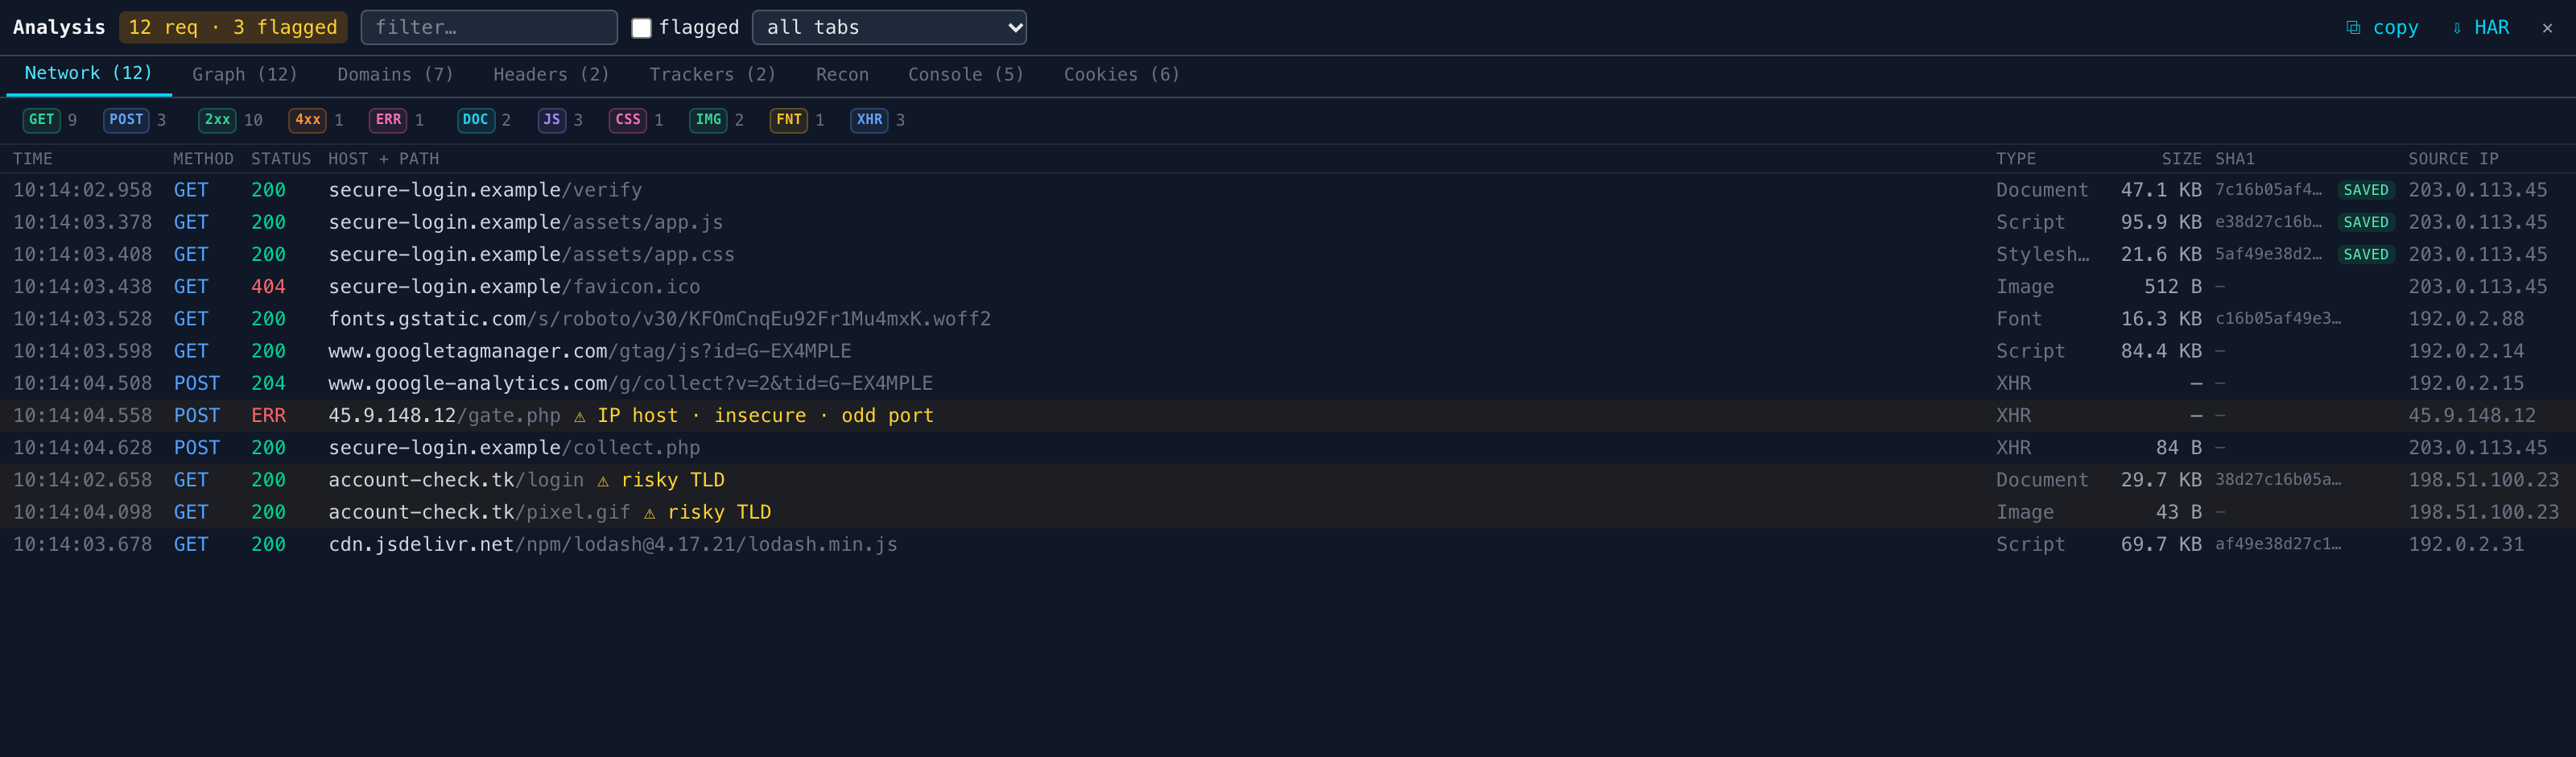 Analysis 12 req · 3 flagged filter… flagged all tabs ⧉ copy ⇩ HAR ×
Network (12) Graph (12) Domains (7) Headers (2) Trackers (2) Recon Console (5) Cookies (6)
GET 9 POST 3 2xx 10 4xx 1 ERR 1 DOC 2 JS 3 CSS 1 IMG 2 FNT 1 XHR 3
TIME METHOD STATUS HOST + PATH TYPE SIZE SHA1 SOURCE IP
10:14:02.958 GET 200 secure-login.example/verify Document 47.1 KB 7c16b05af4… SAVED 203.0.113.45
10:14:03.378 GET 200 secure-login.example/assets/app.js Script 95.9 KB e38d27c16b… SAVED 203.0.113.45
10:14:03.408 GET 200 secure-login.example/assets/app.css Stylesh… 21.6 KB 5af49e38d2… SAVED 203.0.113.45
10:14:03.438 GET 404 secure-login.example/favicon.ico Image 512 B — 203.0.113.45
10:14:03.528 GET 200 fonts.gstatic.com/s/roboto/v30/KFOmCnqEu92Fr1Mu4mxK.woff2 Font 16.3 KB c16b05af49e3… 192.0.2.88
10:14:03.598 GET 200 www.googletagmanager.com/gtag/js?id=G-EX4MPLE Script 84.4 KB — 192.0.2.14
10:14:04.508 POST 204 www.google-analytics.com/g/collect?v=2&tid=G-EX4MPLE XHR — — 192.0.2.15
10:14:04.558 POST ERR 45.9.148.12/gate.php ⚠ IP host · insecure · odd port XHR — — 45.9.148.12
10:14:04.628 POST 200 secure-login.example/collect.php XHR 84 B — 203.0.113.45
10:14:02.658 GET 200 account-check.tk/login ⚠ risky TLD Document 29.7 KB 38d27c16b05a… 198.51.100.23
10:14:04.098 GET 200 account-check.tk/pixel.gif ⚠ risky TLD Image 43 B — 198.51.100.23
10:14:03.678 GET 200 cdn.jsdelivr.net/npm/lodash@4.17.21/lodash.min.js Script 69.7 KB af49e38d27c1… 192.0.2.31